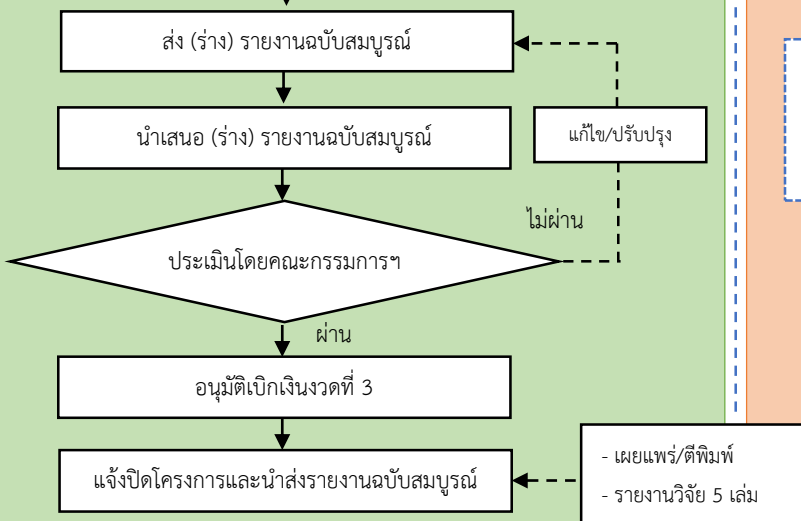 ส่ง (ร่าง) รายงานฉบับสมบูรณ์
นำเสนอ (ร่าง) รายงานฉบับสมบูรณ์
แก้ไข/ปรับปรุง
ไม่ผ่าน
ประเมินโดยคณะกรรมการฯ
ผ่าน
อนุมัติเบิกเงินงวดที่ 3
แจ้งปิดโครงการและนำส่งรายงานฉบับสมบูรณ์
- เผยแพร่/ตีพิมพ์
- รายงานวิจัย 5 เล่ม